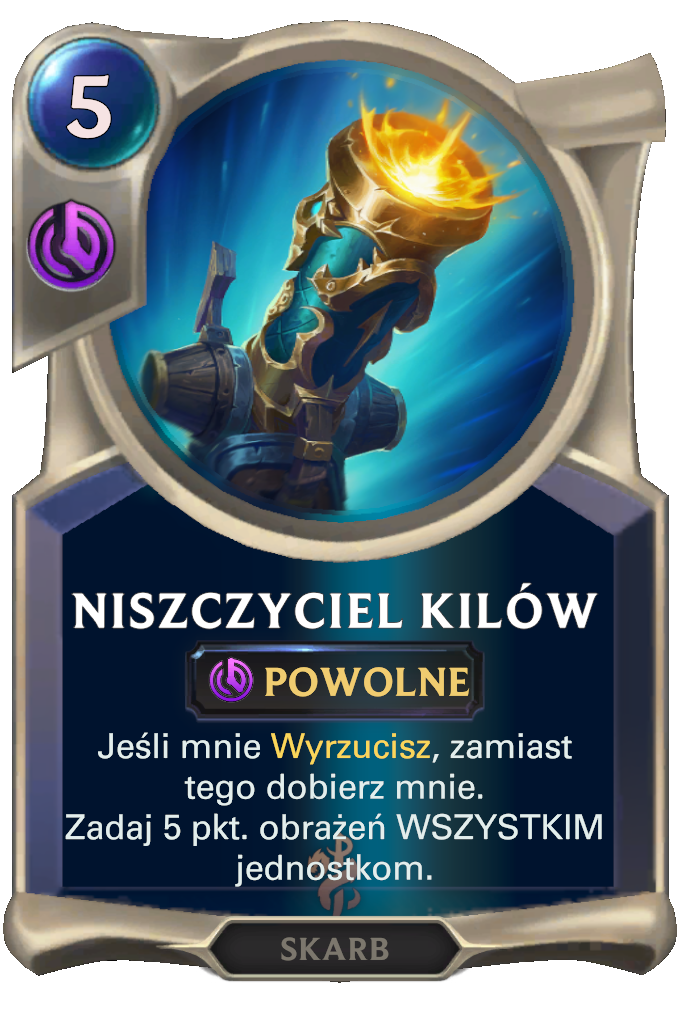 5
NISZCZYCIEL KILÓW
POWOLNE
Jeśli mnie Wyrzucisz, zamiast
tego dobierz mnie.
Zadaj 5 pkt. obrażeń WSZYSTKIM
jednostkom.
SKARB